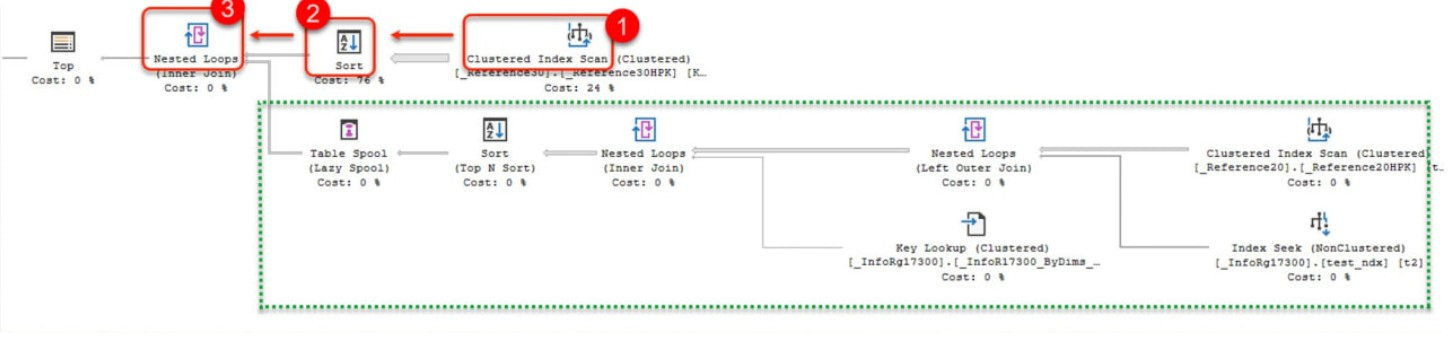 3
2
1
Top
Cost: 0 %
Nested Loops
(Inner Join)
Cost: 0 %
Sort
Cost: 76 %
Clustered Index Scan (Clustered)
[_Reference30].[_Reference30HPK] [K…
Cost: 24 %
Table Spool
(Lazy Spool)
Cost: 0 %
Sort
(Top N Sort)
Cost: 0 %
Nested Loops
(Inner Join)
Cost: 0 %
Nested Loops
(Left Outer Join)
Cost: 0 %
Clustered Index Scan (Clustered
[_Reference20].[_Reference20HPK] [t…
Cost: 0 %
Key Lookup (Clustered)
[_InfoRg17300].[_InfoR17300_ByDims_…
Cost: 0 %
Index Seek (NonClustered)
[_InfoRg17300].[test_ndx] [t2]
Cost: 0 %